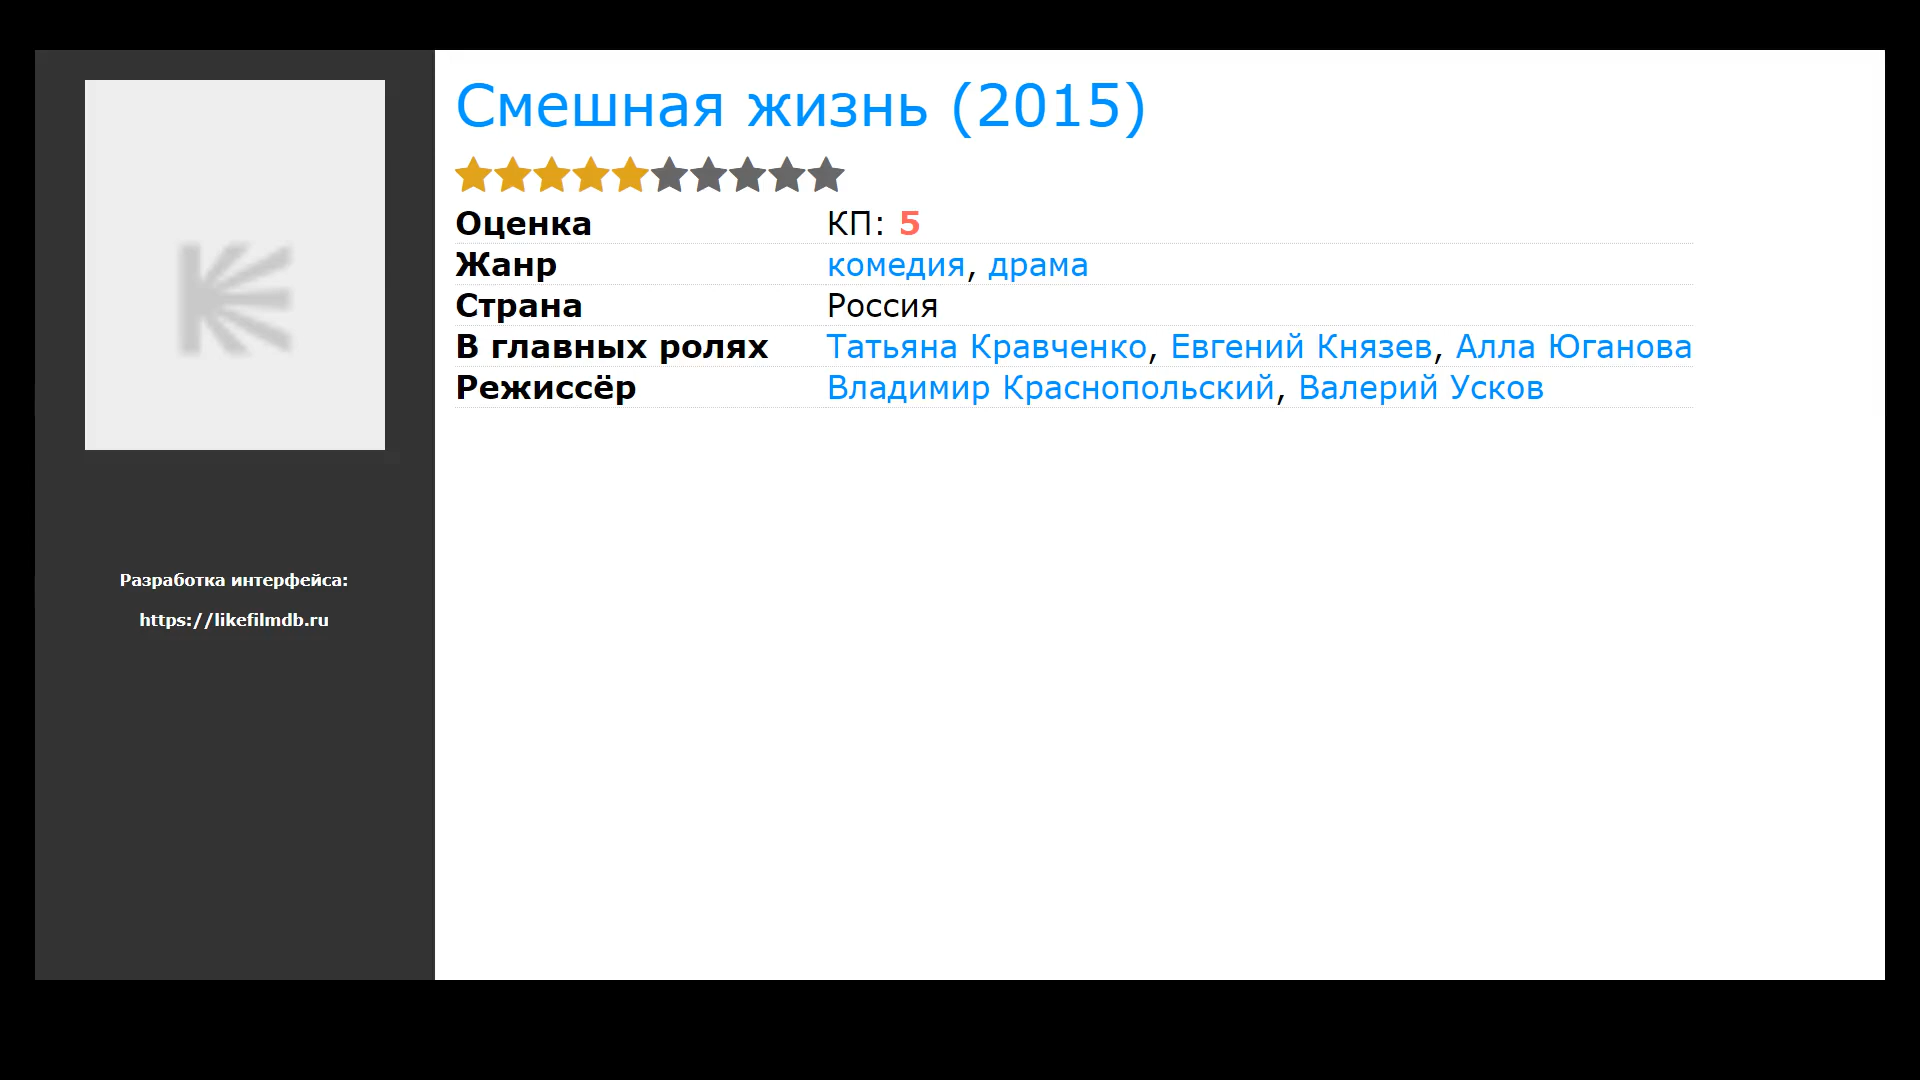 Смешная жизнь (2015)
Оценка КП: 5
Жанр комедия, драма
Страна Россия
В главных ролях Татьяна Кравченко, Евгений Князев, Алла Юганова
Режиссёр Владимир Краснопольский, Валерий Усков
Разработка интерфейса:
https://likefilmdb.ru